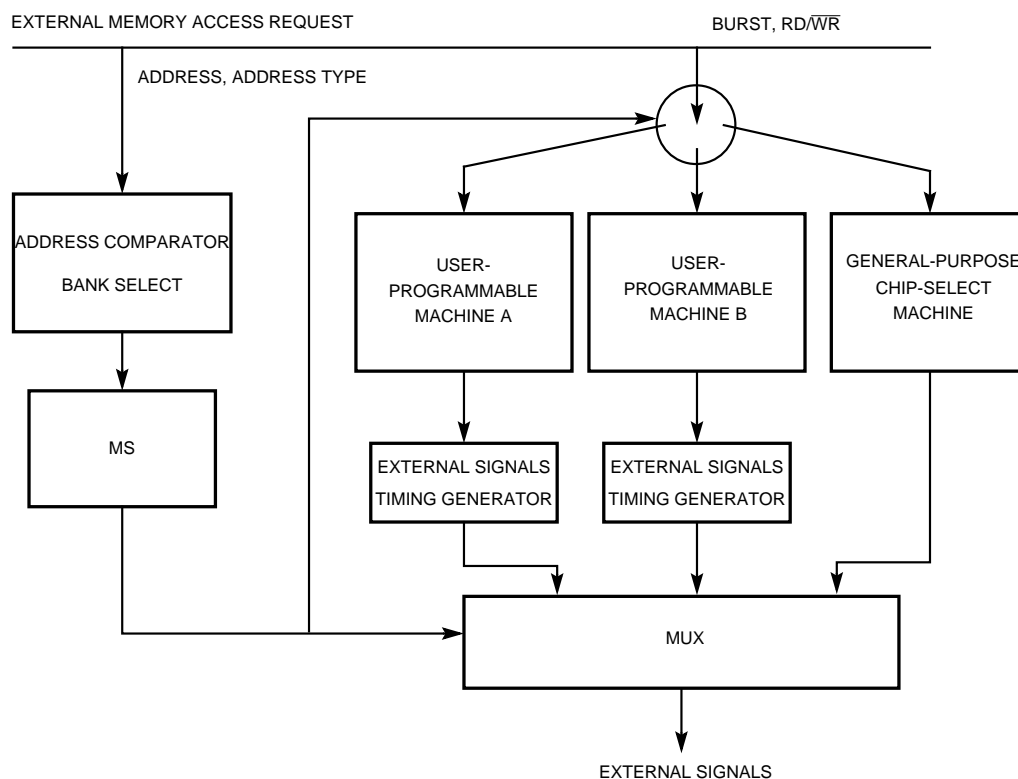 EXTERNAL MEMORY ACCESS REQUEST
BURST, RD/W̅R̅
ADDRESS, ADDRESS TYPE
ADDRESS COMPARATOR
BANK SELECT
USER-
PROGRAMMABLE
MACHINE A
USER-
PROGRAMMABLE
MACHINE B
GENERAL-PURPOSE
CHIP-SELECT
MACHINE
MS
EXTERNAL SIGNALS
TIMING GENERATOR
EXTERNAL SIGNALS
TIMING GENERATOR
MUX
EXTERNAL SIGNALS